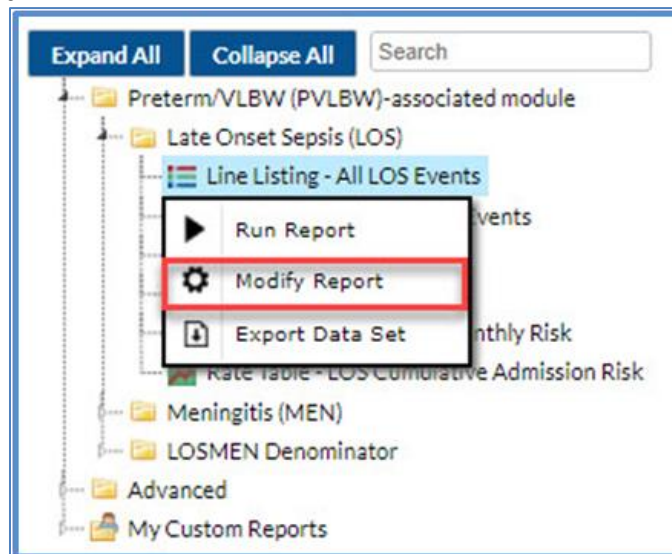 Expand All Collapse All Search
Preterm/VLBW (PVLBW)-associated module
Late Onset Sepsis (LOS)
Line Listing - All LOS Events
Run Report vents
Modify Report
Export Data Set nthly Risk
Rate Table - LOS Cumulative Admission Risk
Meningitis (MEN)
LOSMEN Denominator
Advanced
My Custom Reports